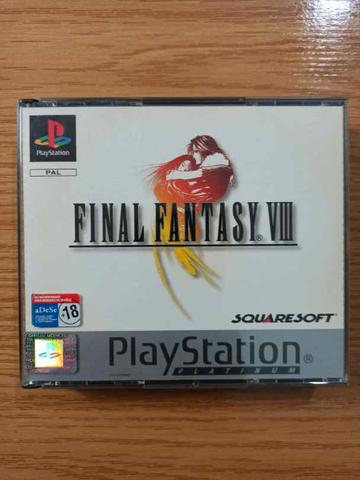 PlayStation
PAL
FINAL FANTASY® VIII
aDeSe
-18
SQUARESOFT®
PlayStation®
PLATINUM